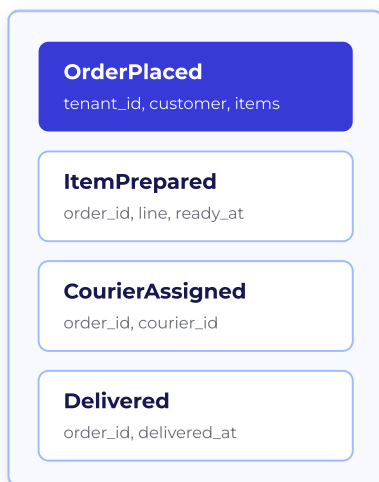 OrderPlaced
tenant_id, customer, items
ItemPrepared
order_id, line, ready_at
CourierAssigned
order_id, courier_id
Delivered
order_id, delivered_at